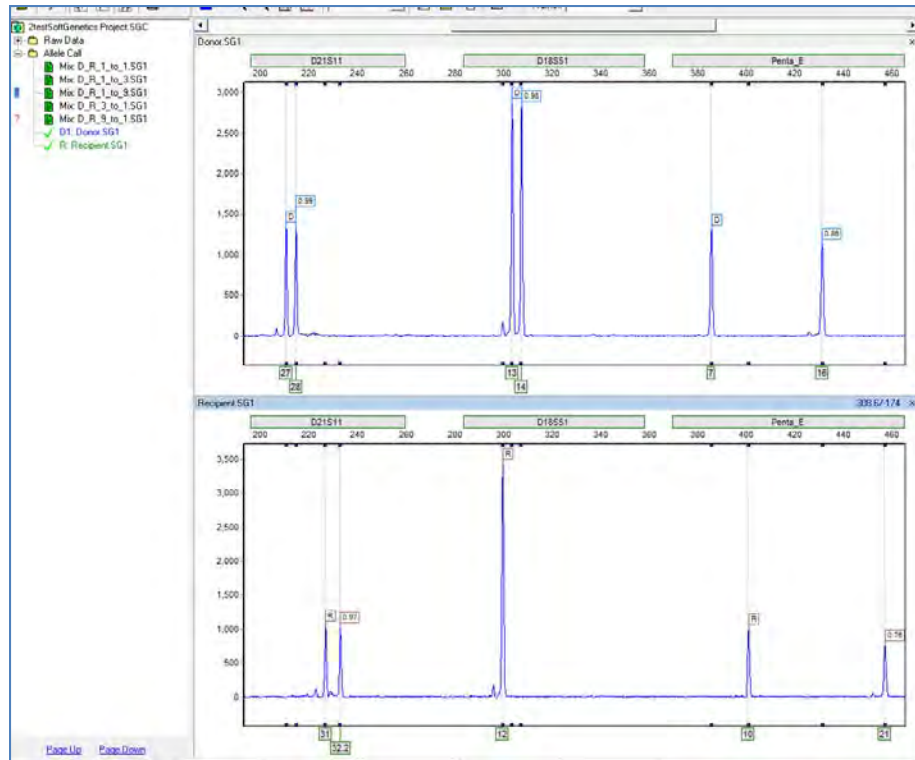 2testSoftGenetics Project.SGC
Raw Data
Allele Call
Mix: D_R_1_to_1.SG1
Mix: D_R_1_to_3.SG1
Mix: D_R_1_to_9.SG1
Mix: D_R_3_to_1.SG1
? Mix: D_R_9_to_1.SG1
D1: Donor.SG1
R: Recipient.SG1
Page Up Page Down
Donor.SG1 ×
D21S11 D18S51 Penta_E
200 220 240 260 280 300 320 340 360 380 400 420 440 460
3,000
2,500
2,000
1,500
1,000
500
0
D 0.99 D 0.96 D 0.86
27 28 13 14 7 16
Recipient.SG1 308.6/ 174 ×
D21S11 D18S51 Penta_E
200 220 240 260 280 300 320 340 360 380 400 420 440 460
3,500
3,000
2,500
2,000
1,500
1,000
500
0
R 0.97 R R 0.76
31 32.2 12 10 21